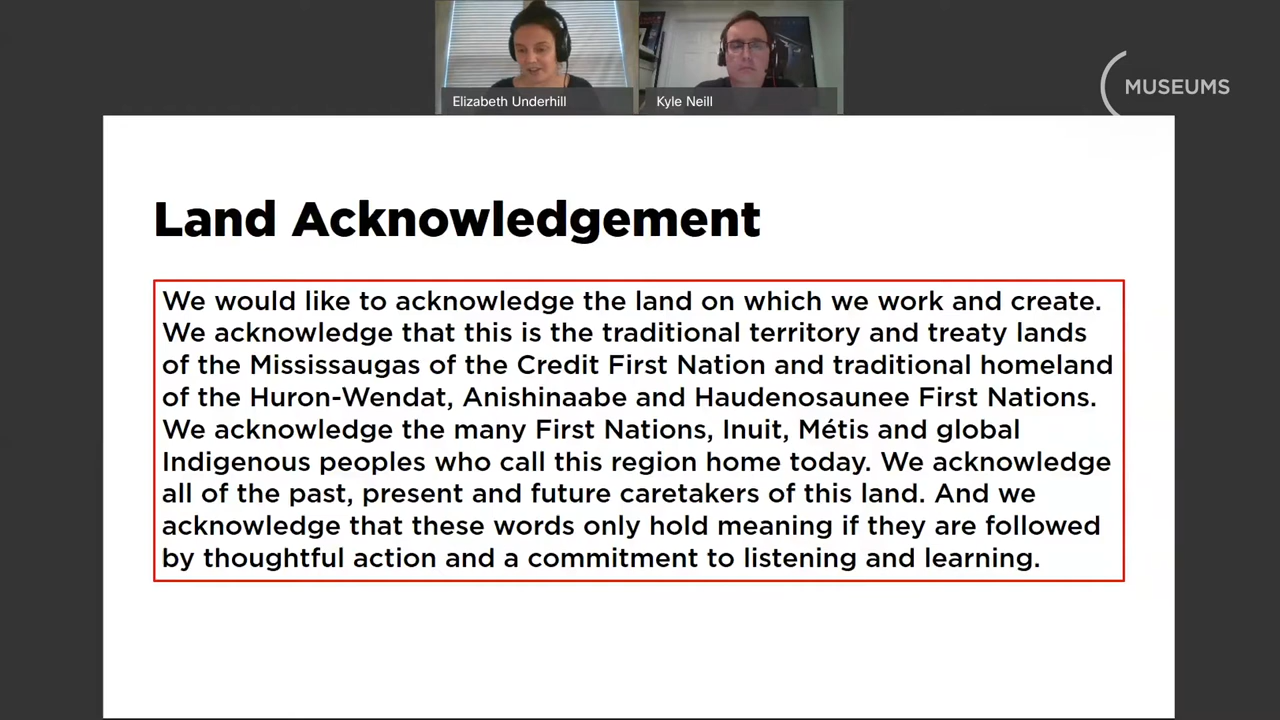 Elizabeth Underhill
Kyle Neill
MUSEUMS
Land Acknowledgement
We would like to acknowledge the land on which we work and create.
We acknowledge that this is the traditional territory and treaty lands
of the Mississaugas of the Credit First Nation and traditional homeland
of the Huron-Wendat, Anishinaabe and Haudenosaunee First Nations.
We acknowledge the many First Nations, Inuit, Métis and global
Indigenous peoples who call this region home today. We acknowledge
all of the past, present and future caretakers of this land. And we
acknowledge that these words only hold meaning if they are followed
by thoughtful action and a commitment to listening and learning.